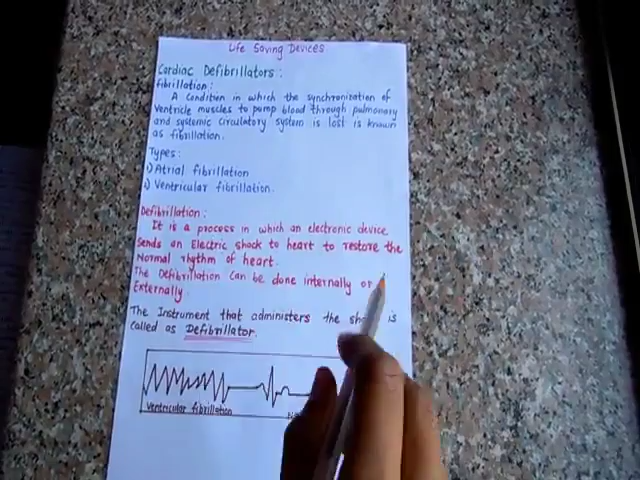 Life Saving Devices
Cardiac Defibrillators :
Fibrillation :
A Condition in which the synchronization of
Ventricle muscles to pump blood through pulmonary
and systemic Circulatory system is lost is known
as fibrillation.
Types :
1) Atrial fibrillation
2) Ventricular fibrillation.
Defibrillation :
It is a process in which an electronic device
Sends an Electric shock to heart to restore the
Normal rhythm of heart.
The Defibrillation Can be done internally or
Externally.
The Instrument that administers the is
called as Defibrillator.
Ventricular fibrillation